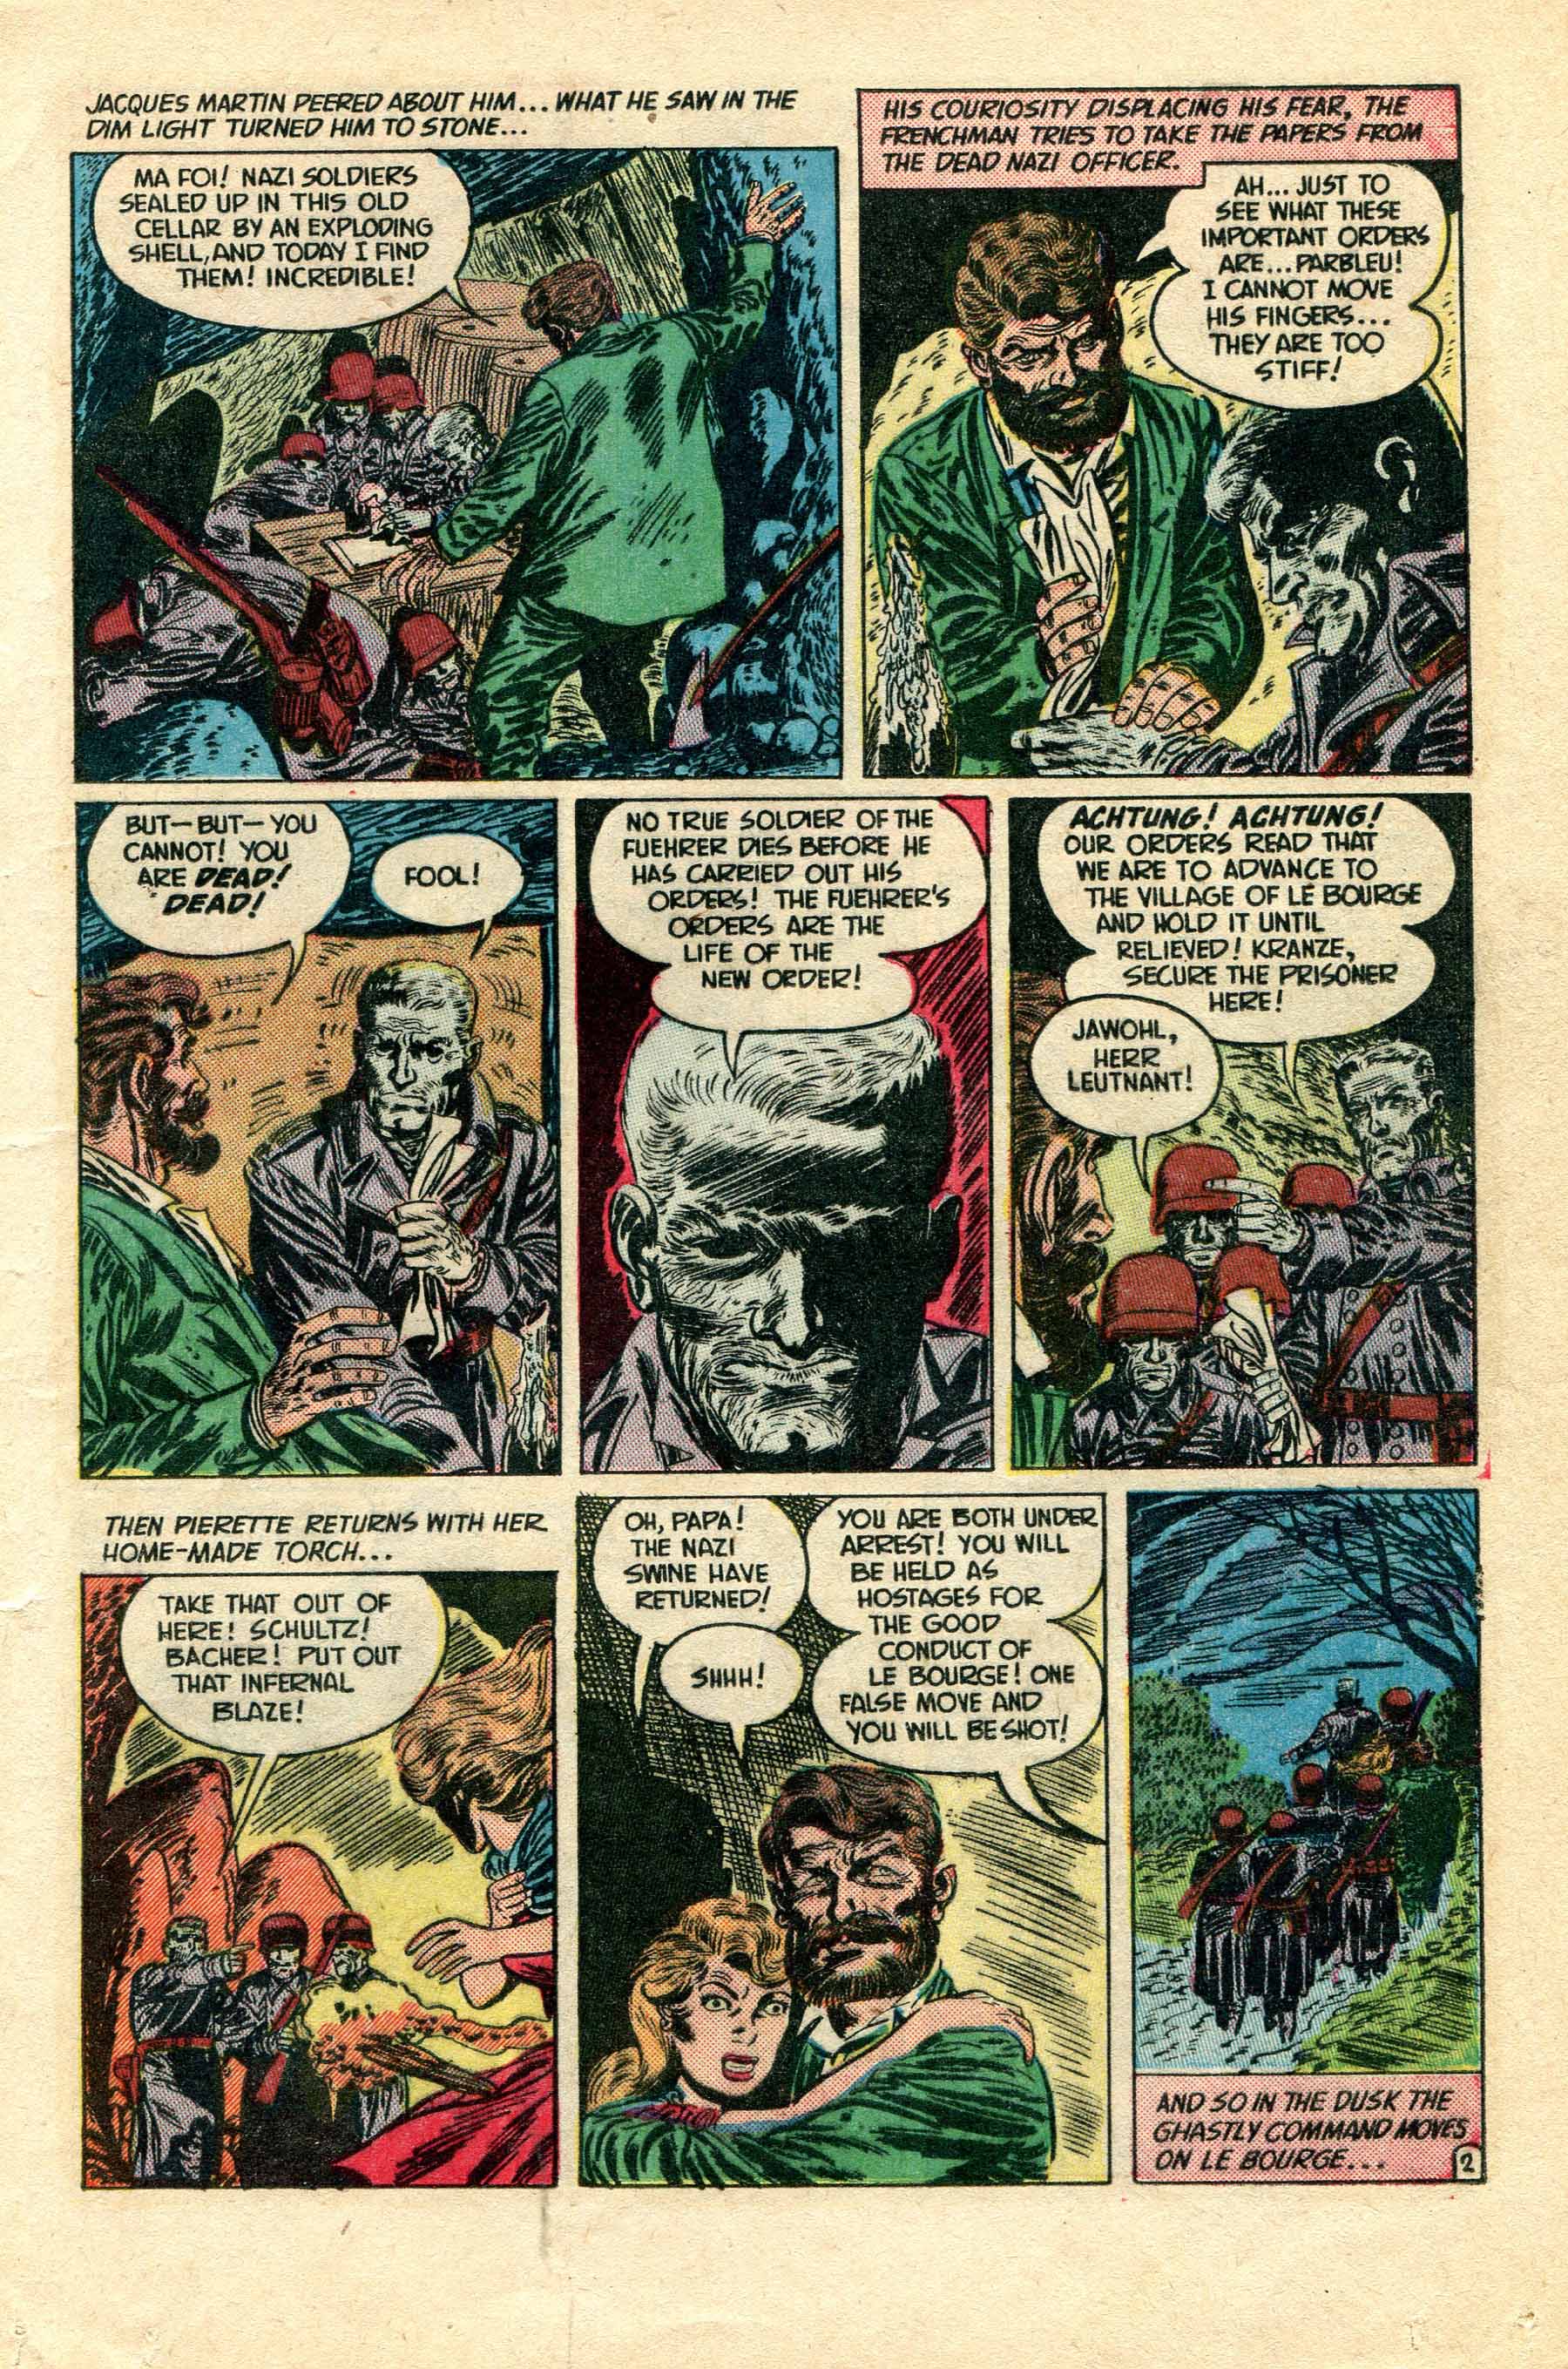 JACQUES MARTIN PEERED ABOUT HIM... WHAT HE SAW IN THE
DIM LIGHT TURNED HIM TO STONE...
MA FOI! NAZI SOLDIERS
SEALED UP IN THIS OLD
CELLAR BY AN EXPLODING
SHELL, AND TODAY I FIND
THEM! INCREDIBLE!
HIS COURIOSITY DISPLACING HIS FEAR, THE
FRENCHMAN TRIES TO TAKE THE PAPERS FROM
THE DEAD NAZI OFFICER.
AH... JUST TO
SEE WHAT THESE
IMPORTANT ORDERS
ARE... PARBLEU!
I CANNOT MOVE
HIS FINGERS...
THEY ARE TOO
STIFF!
BUT—BUT—YOU
CANNOT! YOU
ARE DEAD!
DEAD!
FOOL!
NO TRUE SOLDIER OF THE
FUEHRER DIES BEFORE HE
HAS CARRIED OUT HIS
ORDERS! THE FUEHRER'S
ORDERS ARE THE
LIFE OF THE
NEW ORDER!
ACHTUNG! ACHTUNG!
OUR ORDERS READ THAT
WE ARE TO ADVANCE TO
THE VILLAGE OF LE BOURGE
AND HOLD IT UNTIL
RELIEVED! KRANZE,
SECURE THE PRISONER
HERE!
JAWOHL,
HERR
LEUTNANT!
THEN PIERETTE RETURNS WITH HER
HOME-MADE TORCH...
TAKE THAT OUT OF
HERE! SCHULTZ!
BACHER! PUT OUT
THAT INFERNAL
BLAZE!
OH, PAPA!
THE NAZI
SWINE HAVE
RETURNED!
SHHH!
YOU ARE BOTH UNDER
ARREST! YOU WILL
BE HELD AS
HOSTAGES FOR
THE GOOD
CONDUCT OF
LE BOURGE! ONE
FALSE MOVE AND
YOU WILL BE SHOT!
AND SO IN THE DUSK THE
GHASTLY COMMAND MOVES
ON LE BOURGE...
2